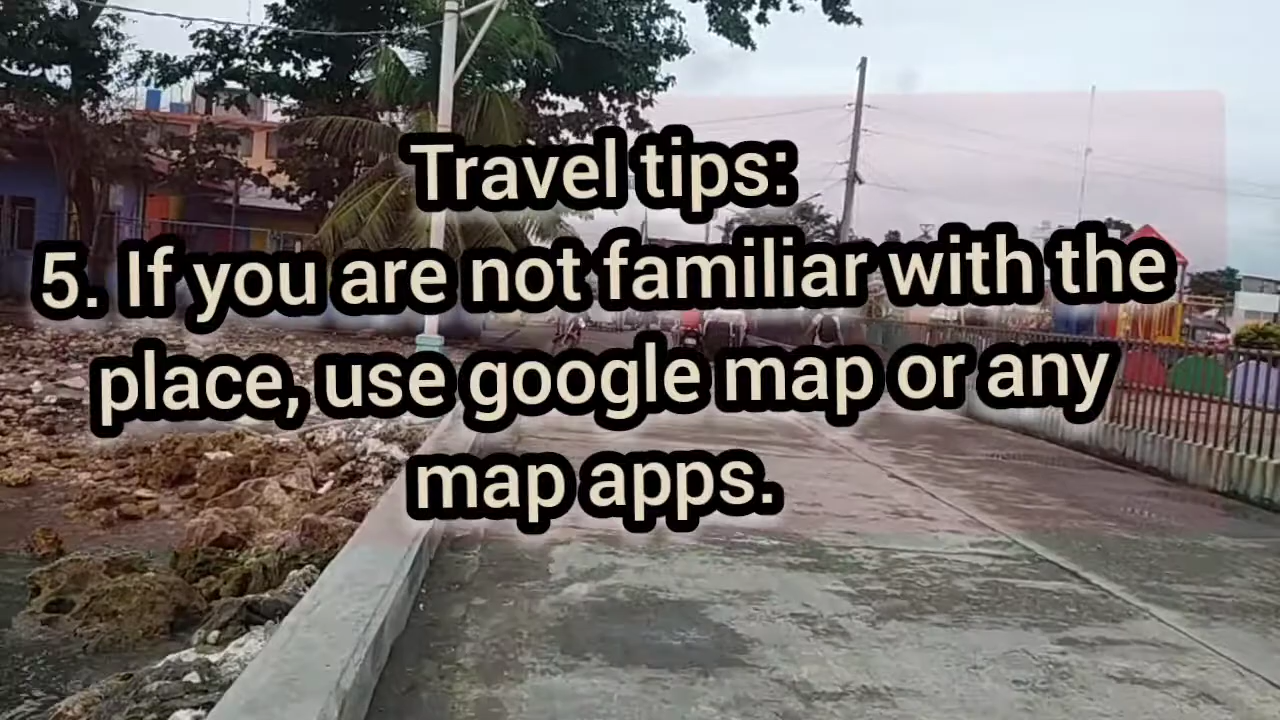 Travel tips:
5. If you are not familiar with the
place, use google map or any
map apps.